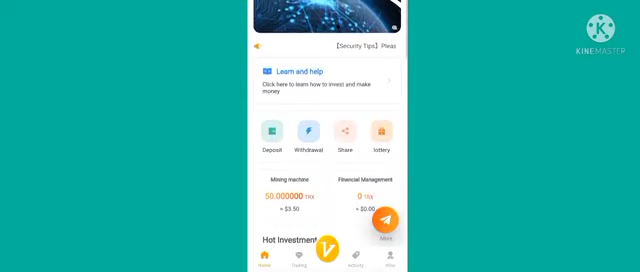 KINEMASTER
【Security Tips】Pleas
Learn and help
Click here to learn how to invest and make
money
Deposit Withdrawal Share lottery
Mining machine Financial Management
50.000000 TRX 0 TRX
≈ $3.50 ≈ $0.00
More
Hot Investment
Home Trading Activity Mine